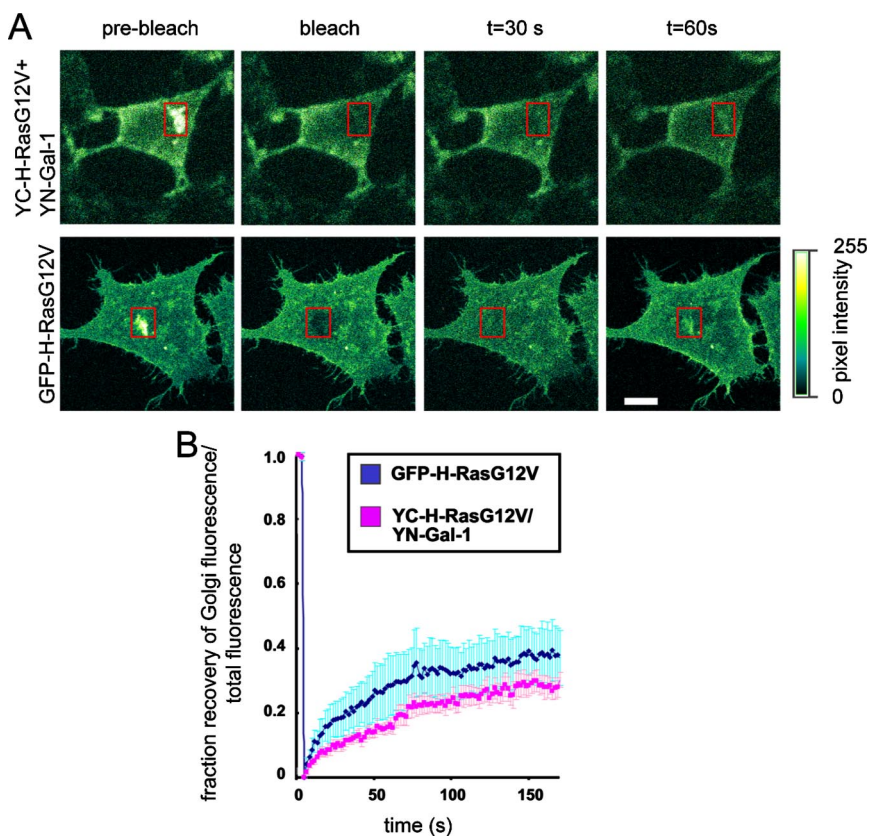 A
pre-bleach
bleach
t=30 s
t=60s
YC-H-RasG12V+
YN-Gal-1
GFP-H-RasG12V
255
pixel intensity
0
B
fraction recovery of Golgi fluorescence/
total fluorescence
1.0
0.8
0.6
0.4
0.2
0
GFP-H-RasG12V
YC-H-RasG12V/
YN-Gal-1
0
50
100
150
time (s)